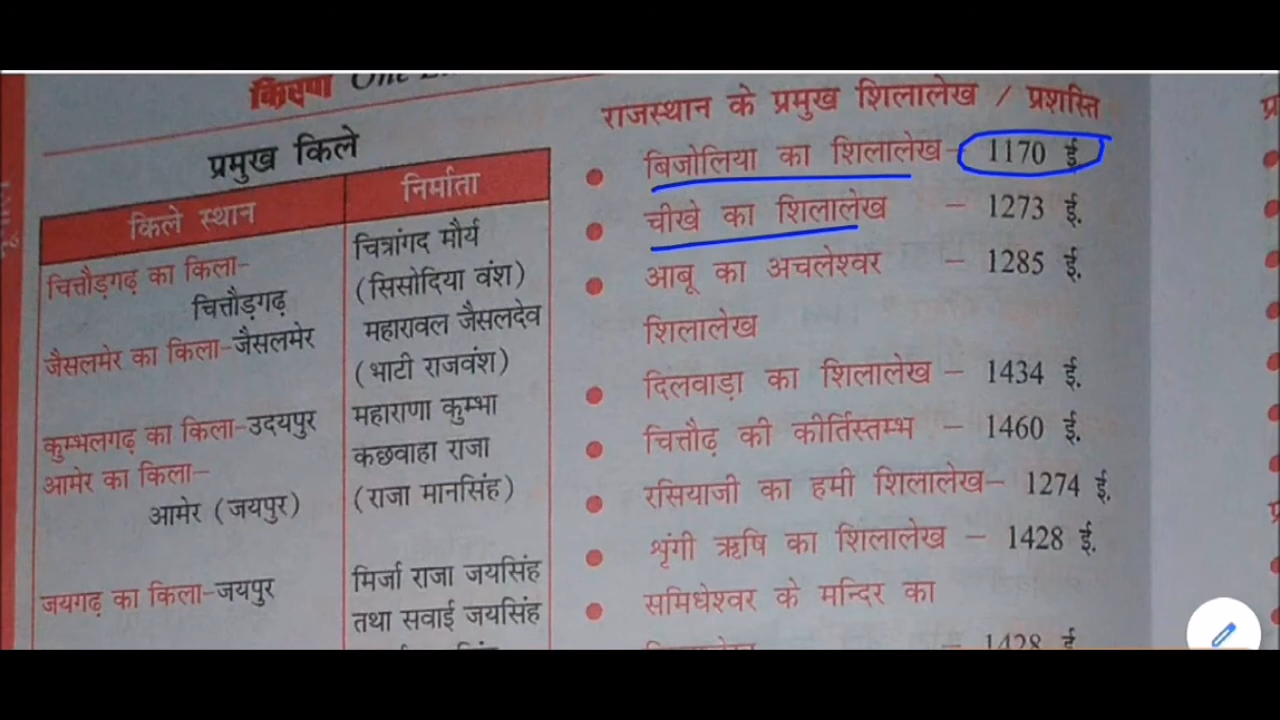 किरण One
प्रमुख किले
किले स्थान निर्माता
चित्तौड़गढ़ का किला- चित्रांगद मौर्य
चित्तौड़गढ़ (सिसोदिया वंश)
जैसलमेर का किला-जैसलमेर महारावल जैसलदेव
(भाटी राजवंश)
कुम्भलगढ़ का किला-उदयपुर महाराणा कुम्भा
आमेर का किला- कछवाहा राजा
आमेर (जयपुर) (राजा मानसिंह)
जयगढ़ का किला-जयपुर मिर्जा राजा जयसिंह
तथा सवाई जयसिंह
राजस्थान के प्रमुख शिलालेख / प्रशस्ति
• बिजोलिया का शिलालेख- 1170 ई.
• चीखे का शिलालेख - 1273 ई.
• आबू का अचलेश्वर - 1285 ई.
शिलालेख
• दिलवाड़ा का शिलालेख - 1434 ई.
• चित्तौढ़ की कीर्तिस्तम्भ - 1460 ई.
• रसियाजी का हमी शिलालेख- 1274 ई.
• शृंगी ऋषि का शिलालेख - 1428 ई.
• समिधेश्वर के मन्दिर का
- 1428 ई.